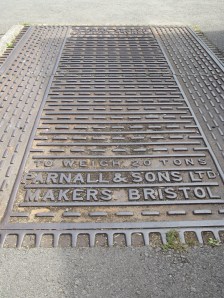 TO WEIGH 20 TONS
PARNALL & SONS LTD
MAKERS BRISTOL